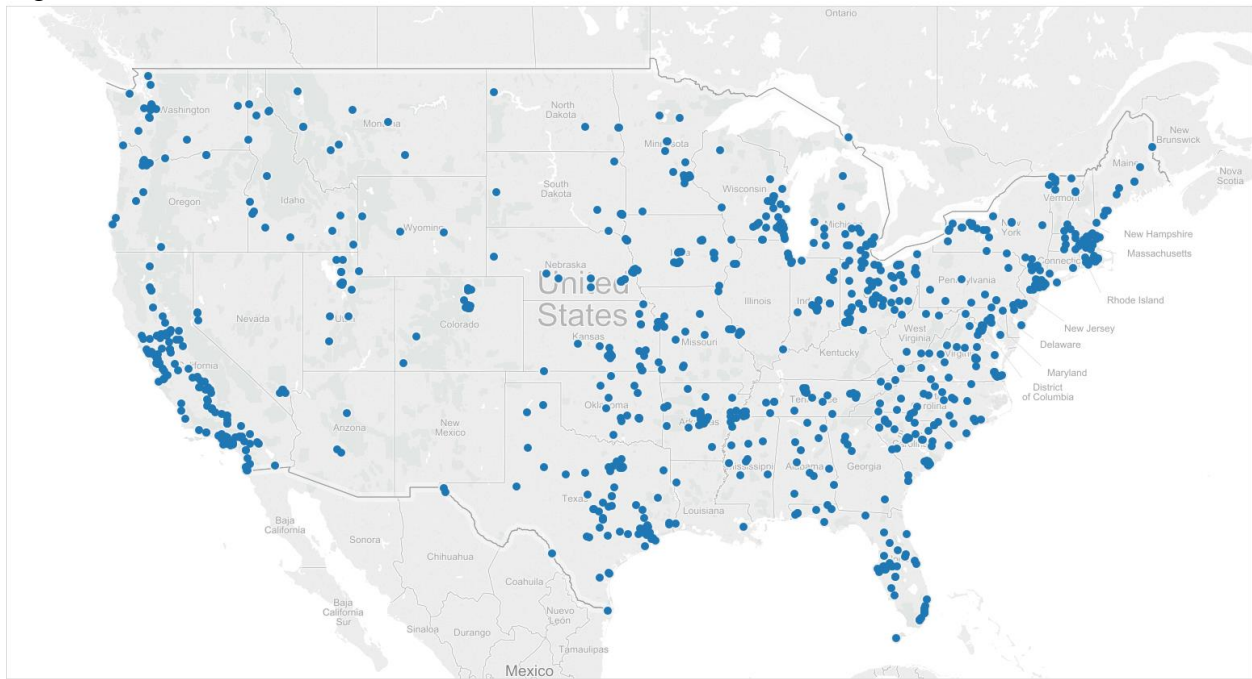 Ontario
Washington
North
Dakota
Montana
Minnesota
New
Brunswick
Maine
Nova
Scotia
South
Dakota
Wisconsin
Vermont
Oregon
Idaho
Michigan
New
York
Wyoming
New Hampshire
Massachusetts
Iowa
Connecticut
Nebraska
United
States
Pennsylvania
Rhode Island
Nevada
Utah
Illinois
Colorado
West
Virginia
New Jersey
Kansas
Missouri
Delaware
California
Kentucky
Virginia
Maryland
District
of Columbia
Oklahoma
Tennessee
Arizona
New
Mexico
Arkansas
Mississippi
Alabama
Georgia
Texas
Louisiana
Baja
California
Sonora
Chihuahua
Coahuila
Baja
California
Sur
Nuevo
León
Sinaloa
Durango
Tamaulipas
Mexico